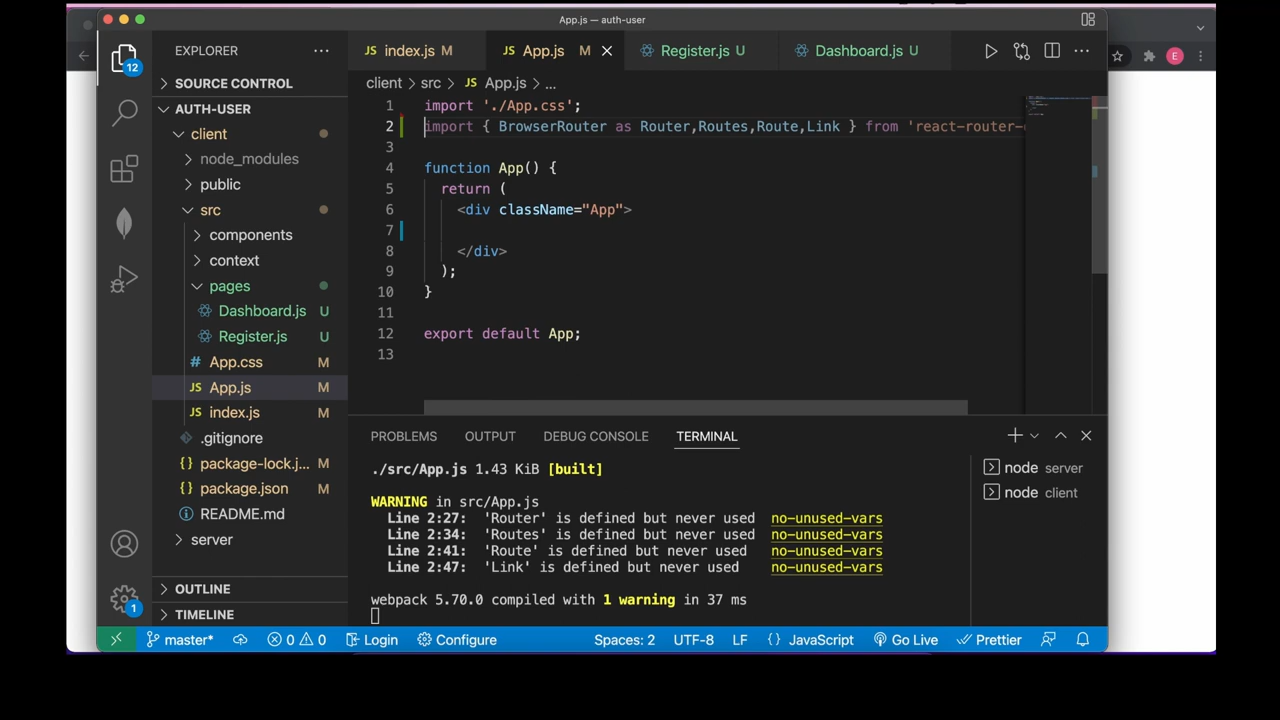 App.js — auth-user
EXPLORER
12
SOURCE CONTROL
AUTH-USER
client
node_modules
public
src
components
context
pages
Dashboard.js U
Register.js U
# App.css M
JS App.js M
JS index.js M
.gitignore
{} package-lock.j... M
{} package.json M
README.md
server
OUTLINE
TIMELINE
1
JS index.js M
JS App.js M
Register.js U
Dashboard.js U
E
client > src > JS App.js > ...
1 import './App.css';
2 import { BrowserRouter as Router,Routes,Route,Link } from 'react-router-
3
4 function App() {
5 return (
6 <div className="App">
7
8 </div>
9 );
10 }
11
12 export default App;
13
PROBLEMS OUTPUT DEBUG CONSOLE TERMINAL
./src/App.js 1.43 KiB [built]
WARNING in src/App.js
Line 2:27: 'Router' is defined but never used no-unused-vars
Line 2:34: 'Routes' is defined but never used no-unused-vars
Line 2:41: 'Route' is defined but never used no-unused-vars
Line 2:47: 'Link' is defined but never used no-unused-vars
webpack 5.70.0 compiled with 1 warning in 37 ms
node server
node client
master* 0 0 Login Configure Spaces: 2 UTF-8 LF {} JavaScript Go Live Prettier